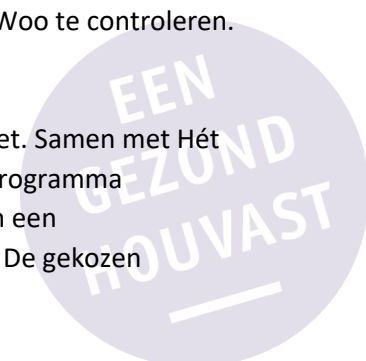 Woo te controleren.
et. Samen met Hét
rogramma
een
De gekozen
EEN
GEZOND
HOUVAST